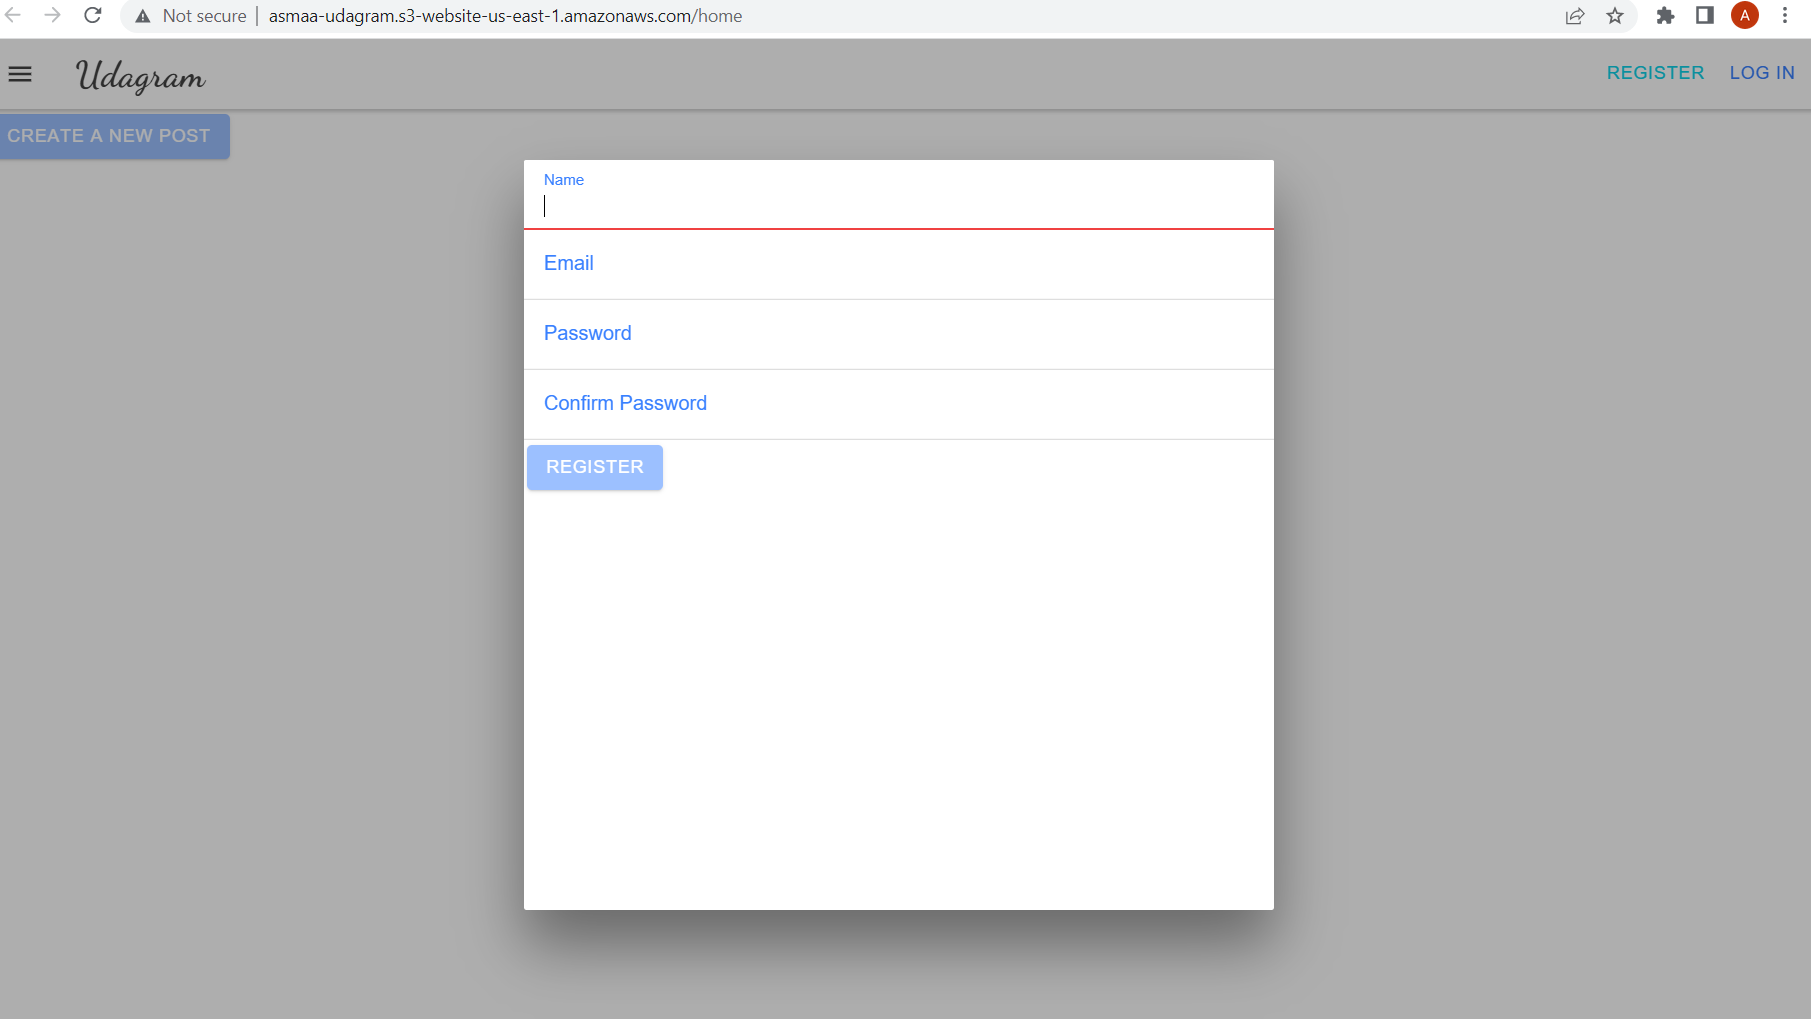 Not secure | asmaa-udagram.s3-website-us-east-1.amazonaws.com/home
A
Udagram
REGISTER
LOG IN
CREATE A NEW POST
Name
Email
Password
Confirm Password
REGISTER